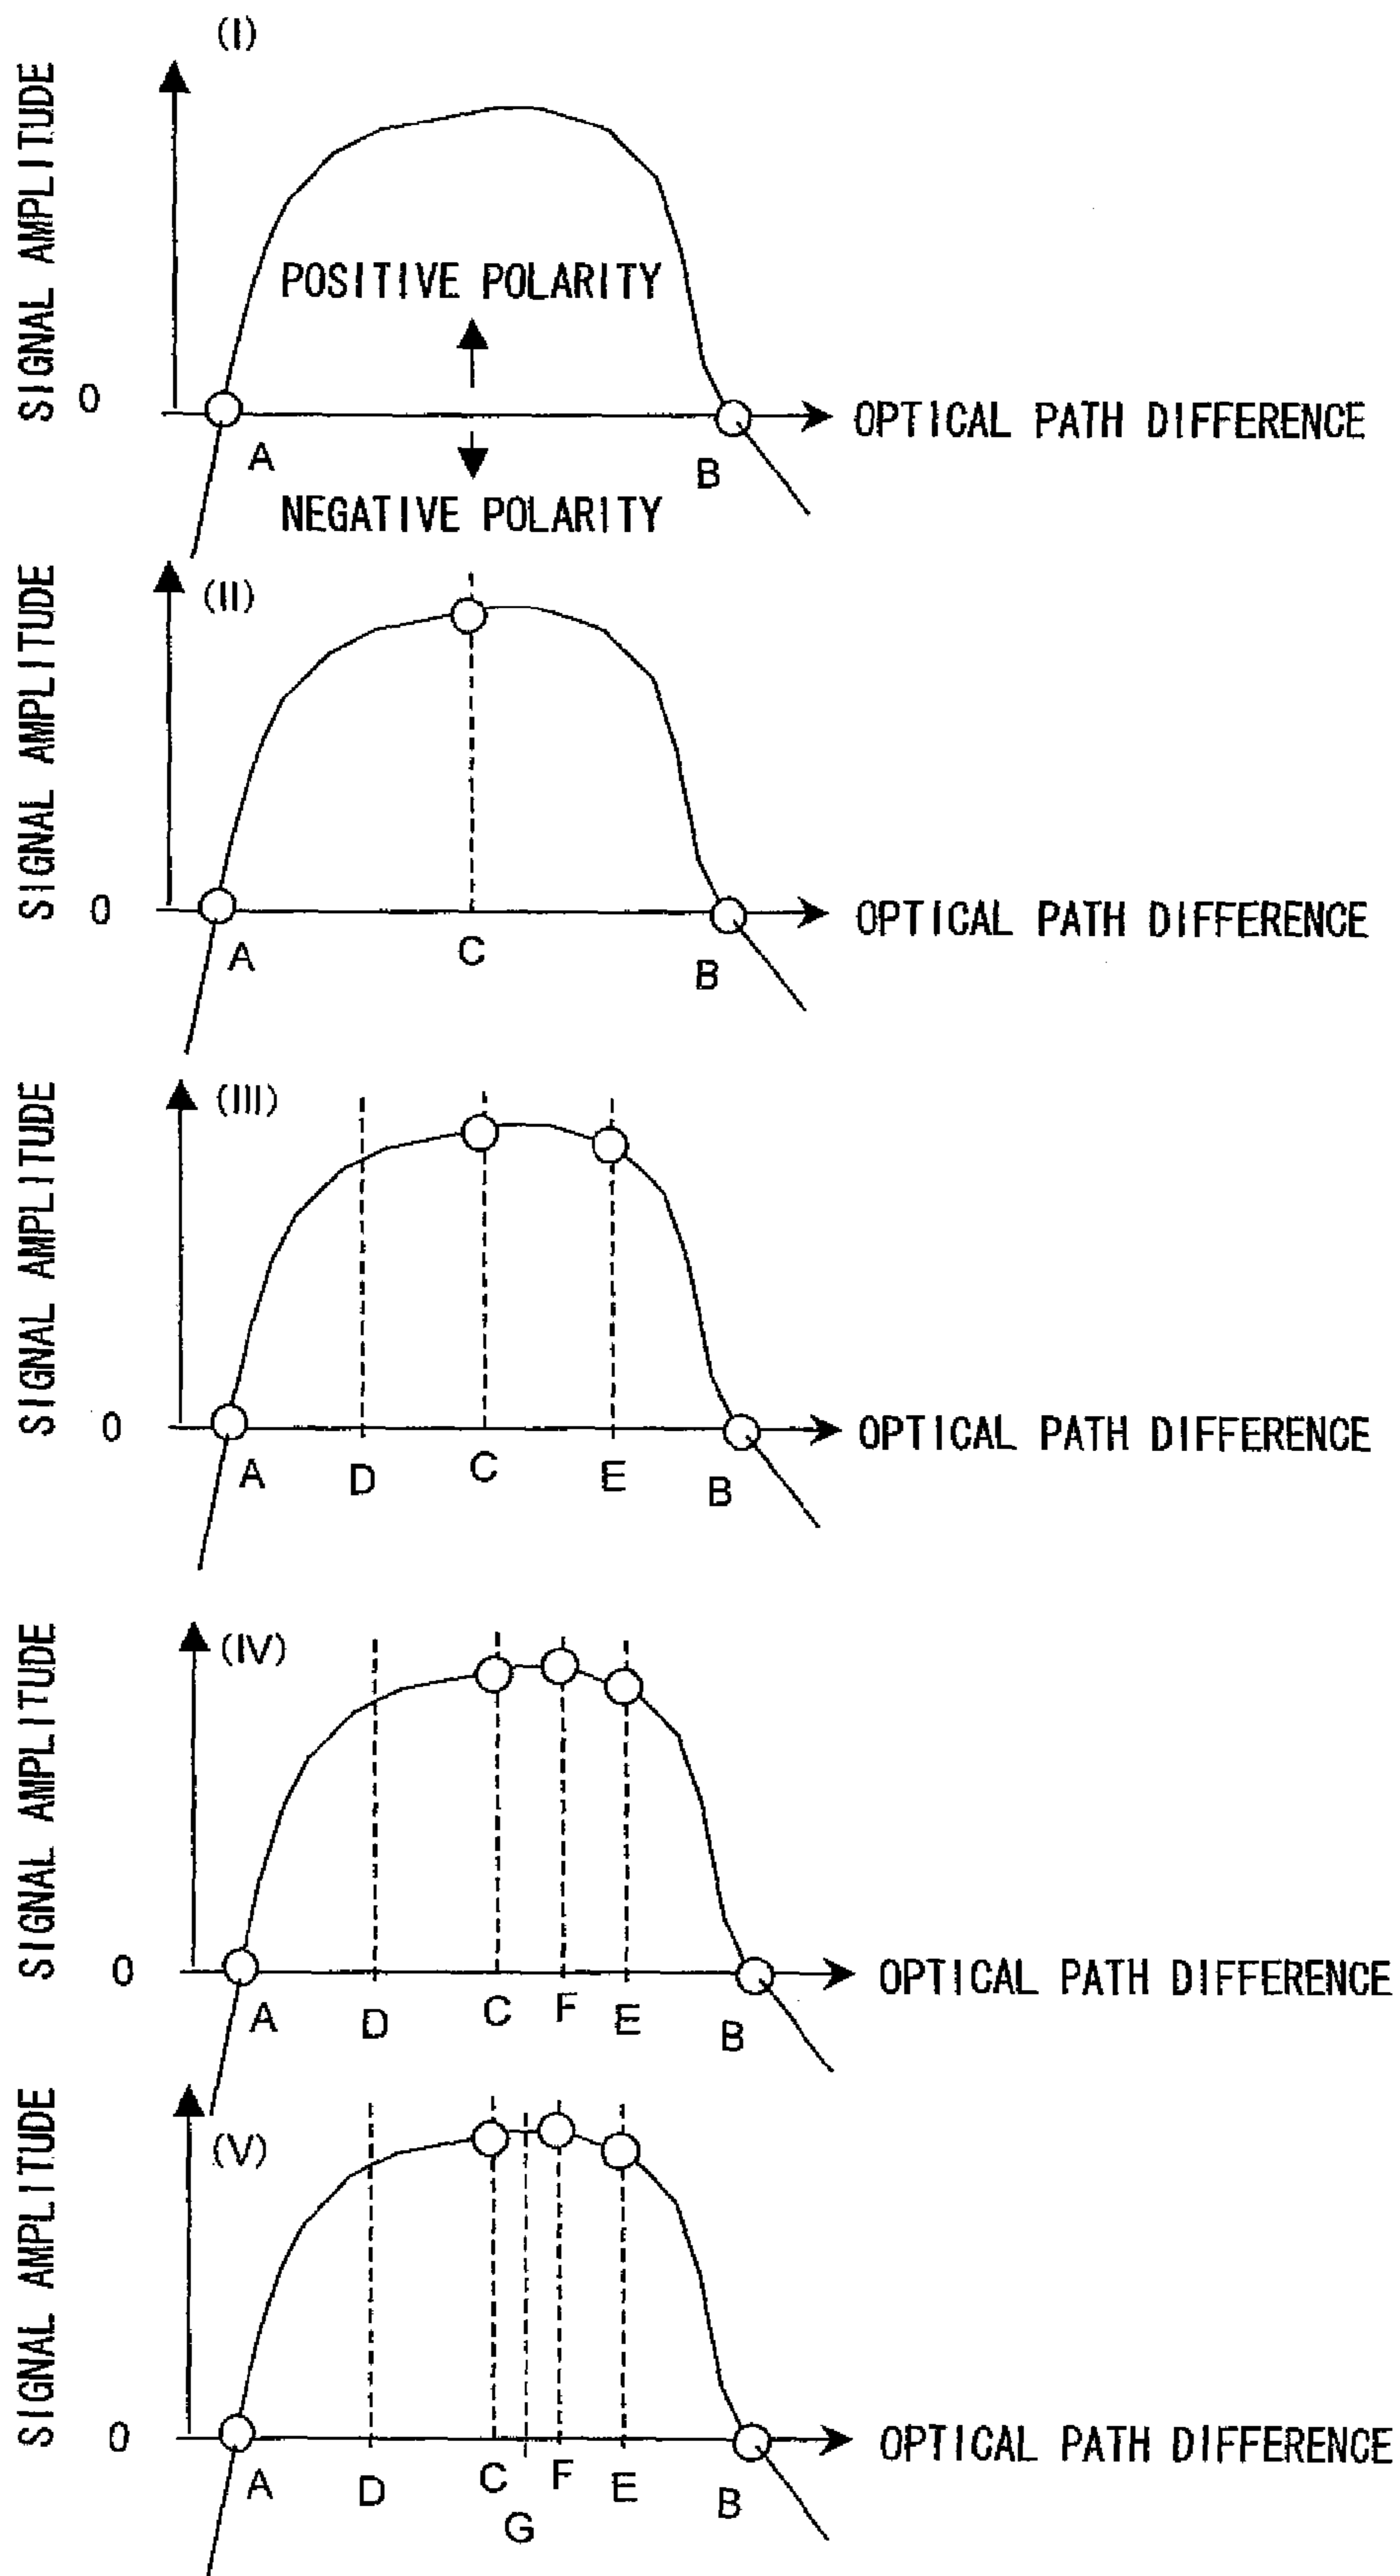 (I)
SIGNAL AMPLITUDE
POSITIVE POLARITY
0
OPTICAL PATH DIFFERENCE
A
B
NEGATIVE POLARITY
(II)
SIGNAL AMPLITUDE
0
OPTICAL PATH DIFFERENCE
A
C
B
(III)
SIGNAL AMPLITUDE
0
OPTICAL PATH DIFFERENCE
A
D
C
E
B
(IV)
SIGNAL AMPLITUDE
0
OPTICAL PATH DIFFERENCE
A
D
C
F
E
B
(V)
SIGNAL AMPLITUDE
0
OPTICAL PATH DIFFERENCE
A
D
C
F
E
B
G